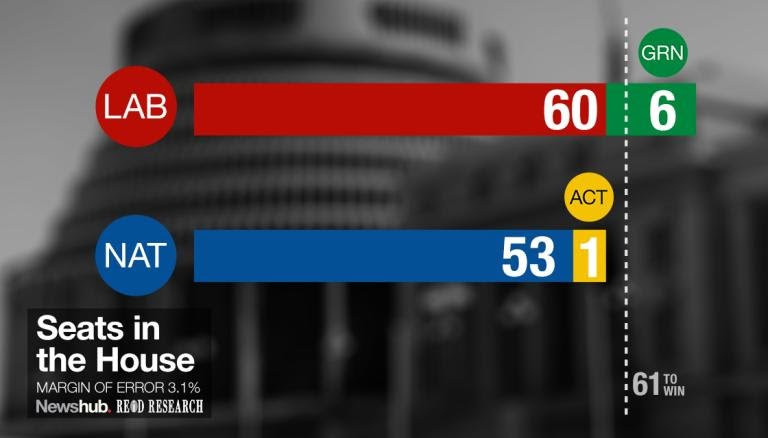 GRN
LAB 60 6
ACT
NAT 53 1
Seats in
the House
MARGIN OF ERROR 3.1%
Newshub. REID RESEARCH
61 TO
WIN